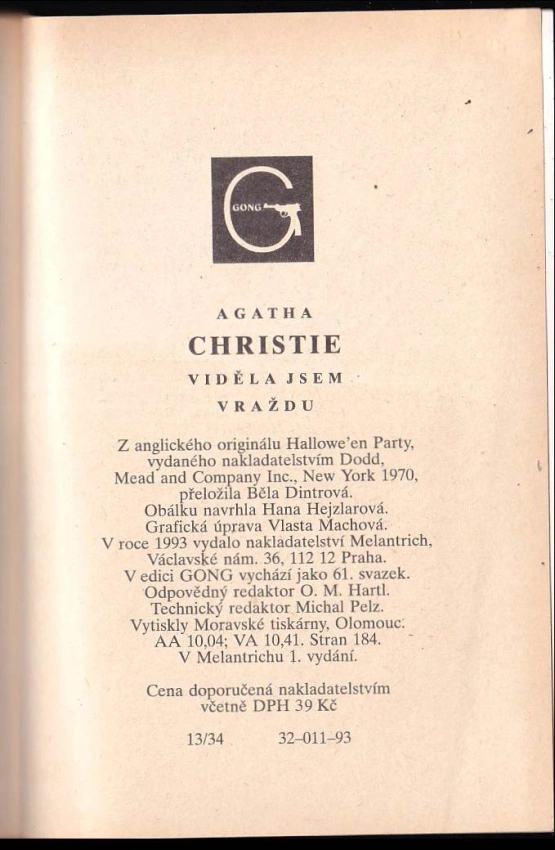 GONG
AGATHA
CHRISTIE
VIDĚLA JSEM
VRAŽDU
Z anglického originálu Hallowe'en Party,
vydaného nakladatelstvím Dodd,
Mead and Company Inc., New York 1970,
přeložila Běla Dintrová.
Obálku navrhla Hana Hejzlarová.
Grafická úprava Vlasta Machová.
V roce 1993 vydalo nakladatelství Melantrich,
Václavské nám. 36, 112 12 Praha.
V edici GONG vychází jako 61. svazek.
Odpovědný redaktor O. M. Hartl.
Technický redaktor Michal Pelz.
Vytiskly Moravské tiskárny, Olomouc.
AA 10,04; VA 10,41. Stran 184.
V Melantrichu 1. vydání.
Cena doporučená nakladatelstvím
včetně DPH 39 Kč
13/34 32–011–93